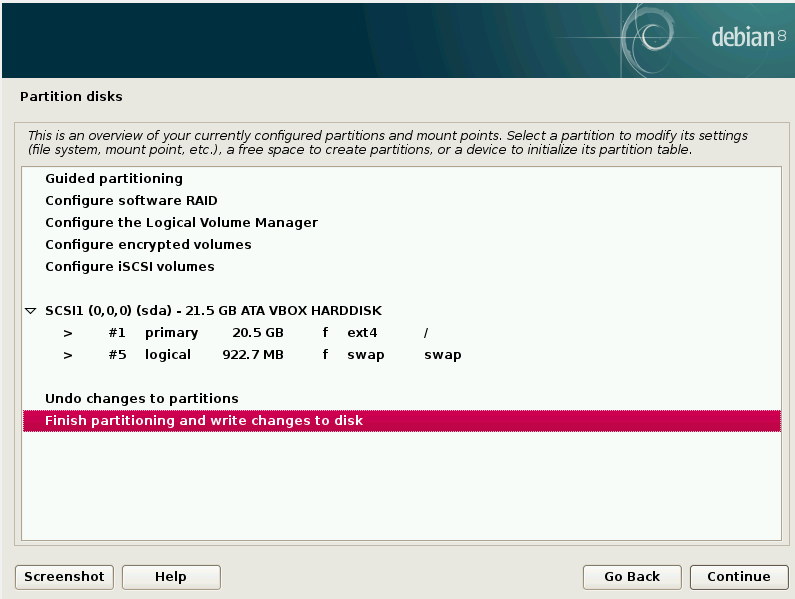 debian 8
Partition disks
This is an overview of your currently configured partitions and mount points. Select a partition to modify its settings
(file system, mount point, etc.), a free space to create partitions, or a device to initialize its partition table.
Guided partitioning
Configure software RAID
Configure the Logical Volume Manager
Configure encrypted volumes
Configure iSCSI volumes
SCSI1 (0,0,0) (sda) - 21.5 GB ATA VBOX HARDDISK
> #1 primary 20.5 GB f ext4 /
> #5 logical 922.7 MB f swap swap
Undo changes to partitions
Finish partitioning and write changes to disk
Screenshot Help Go Back Continue